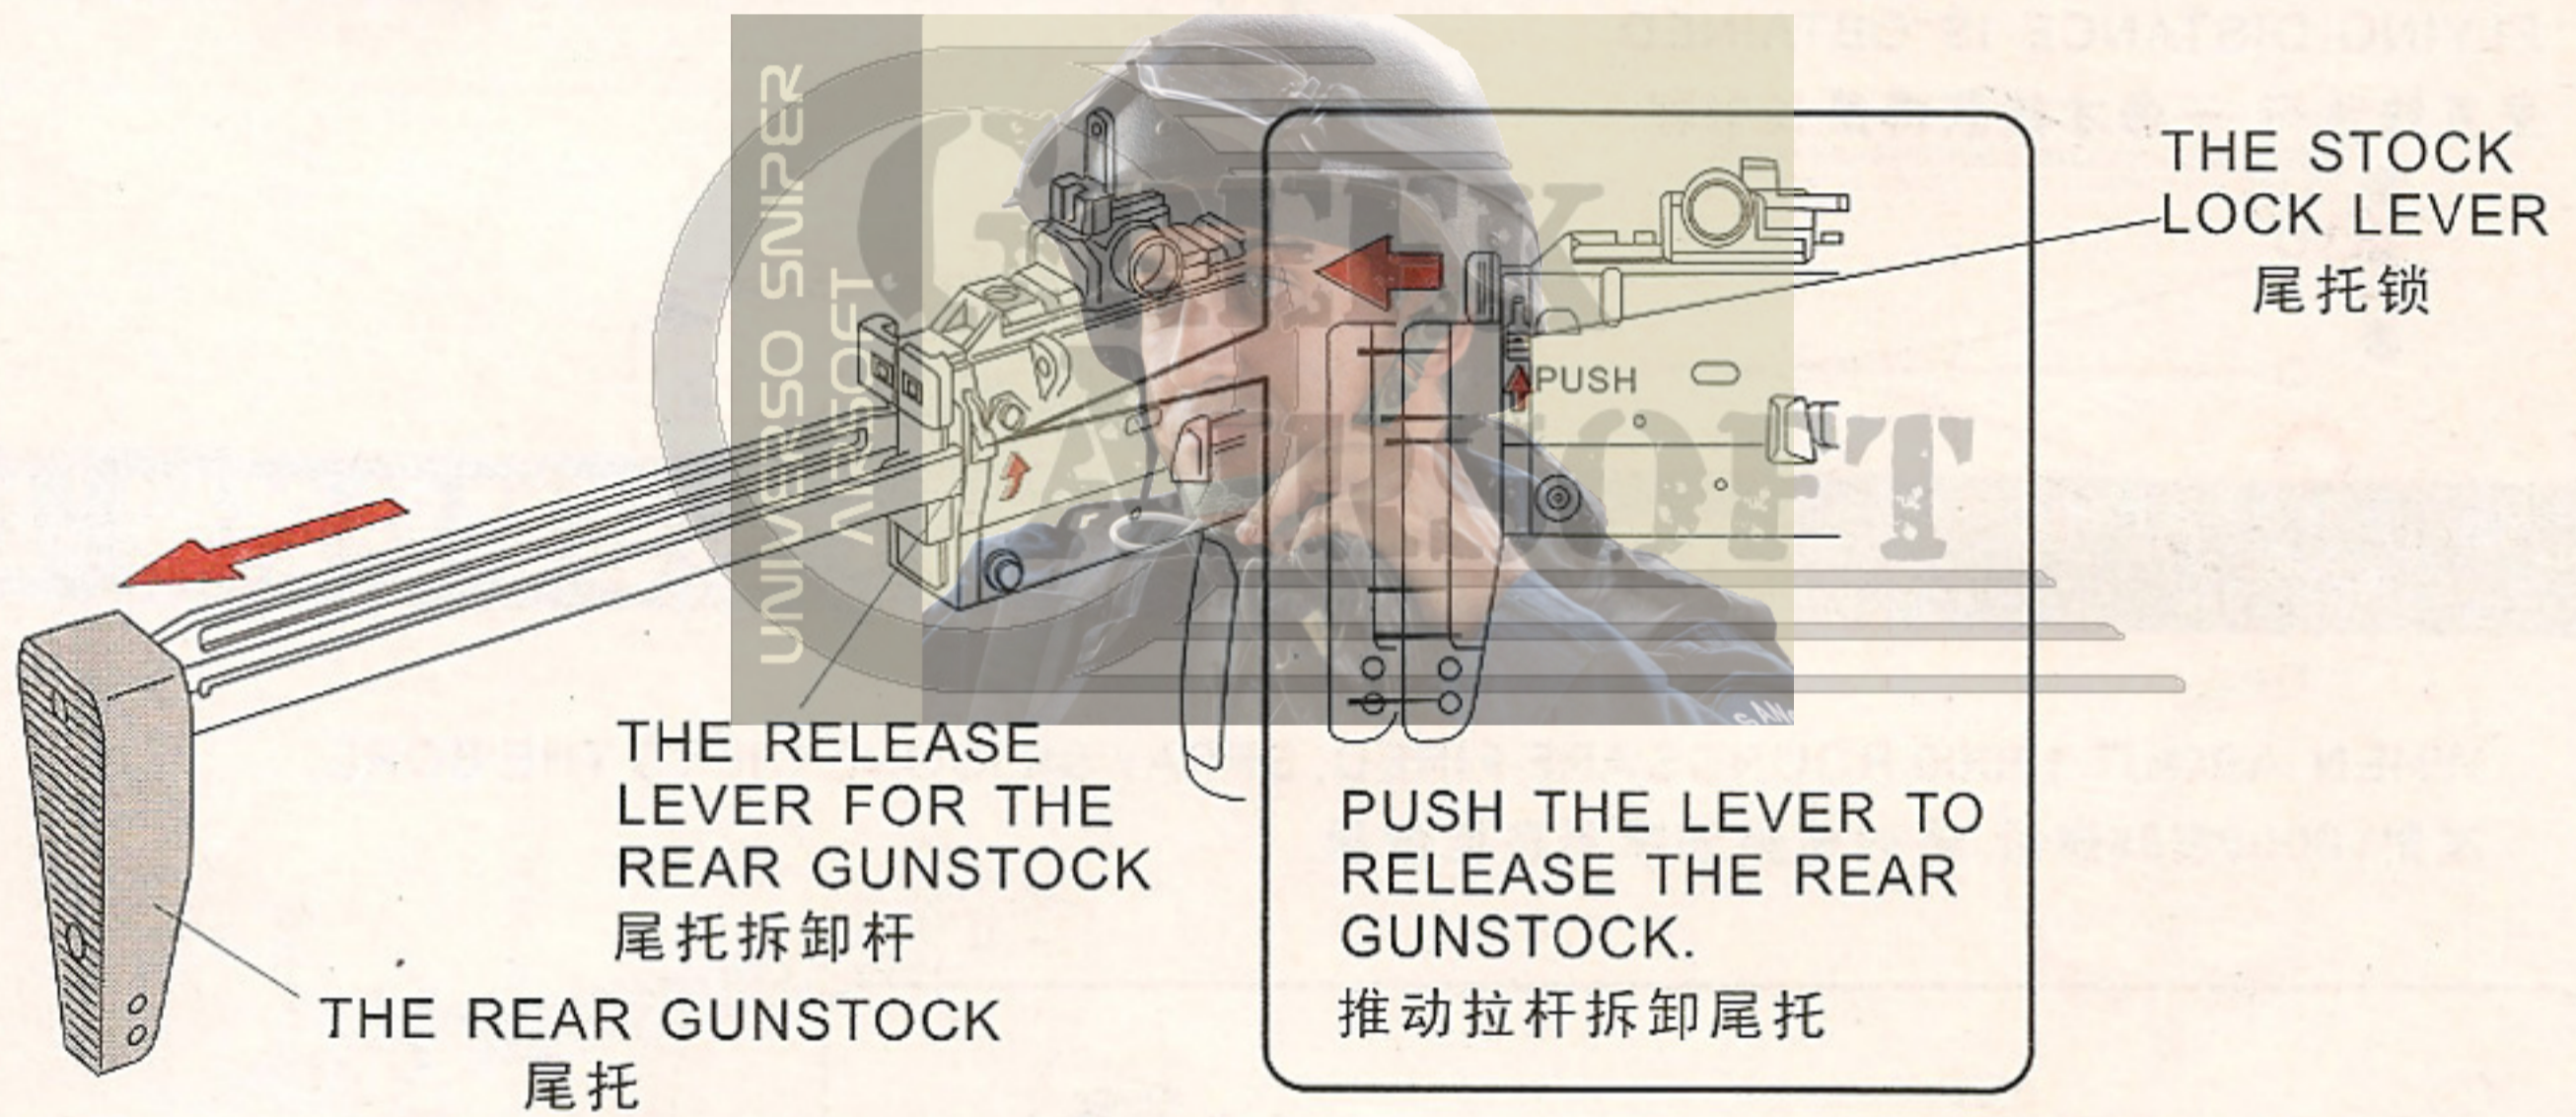 THE STOCK
LOCK LEVER
尾托锁
PUSH
UNIVERSO SNIPER
AIRSOFT
GEEK
AIRSOFT
THE RELEASE
LEVER FOR THE
REAR GUNSTOCK
尾托拆卸杆
THE REAR GUNSTOCK
尾托
PUSH THE LEVER TO
RELEASE THE REAR
GUNSTOCK.
推动拉杆拆卸尾托